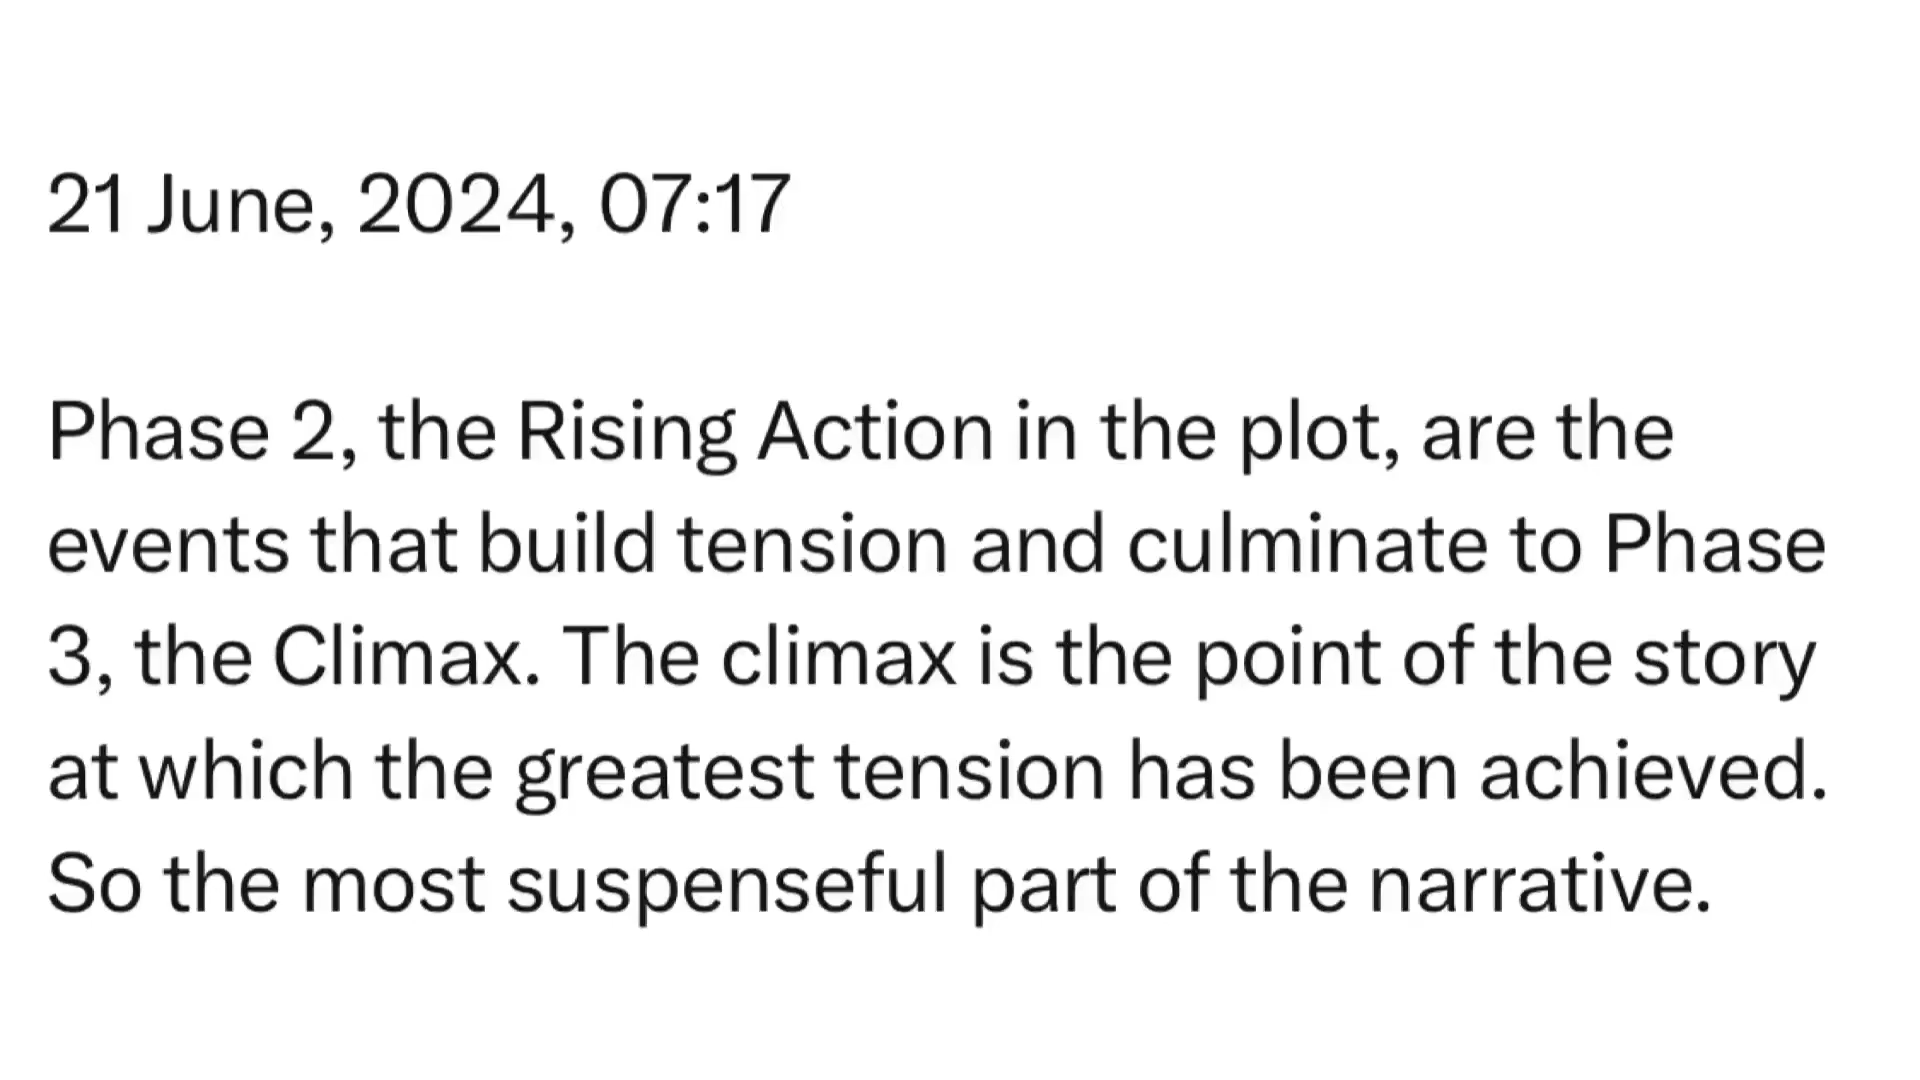 21 June, 2024, 07:17
Phase 2, the Rising Action in the plot, are the
events that build tension and culminate to Phase
3, the Climax. The climax is the point of the story
at which the greatest tension has been achieved.
So the most suspenseful part of the narrative.